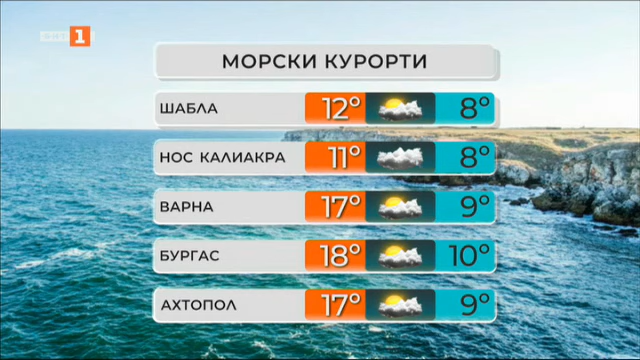 БНТ 1
МОРСКИ КУРОРТИ
ШАБЛА 12° 8°
НОС КАЛИАКРА 11° 8°
ВАРНА 17° 9°
БУРГАС 18° 10°
АХТОПОЛ 17° 9°